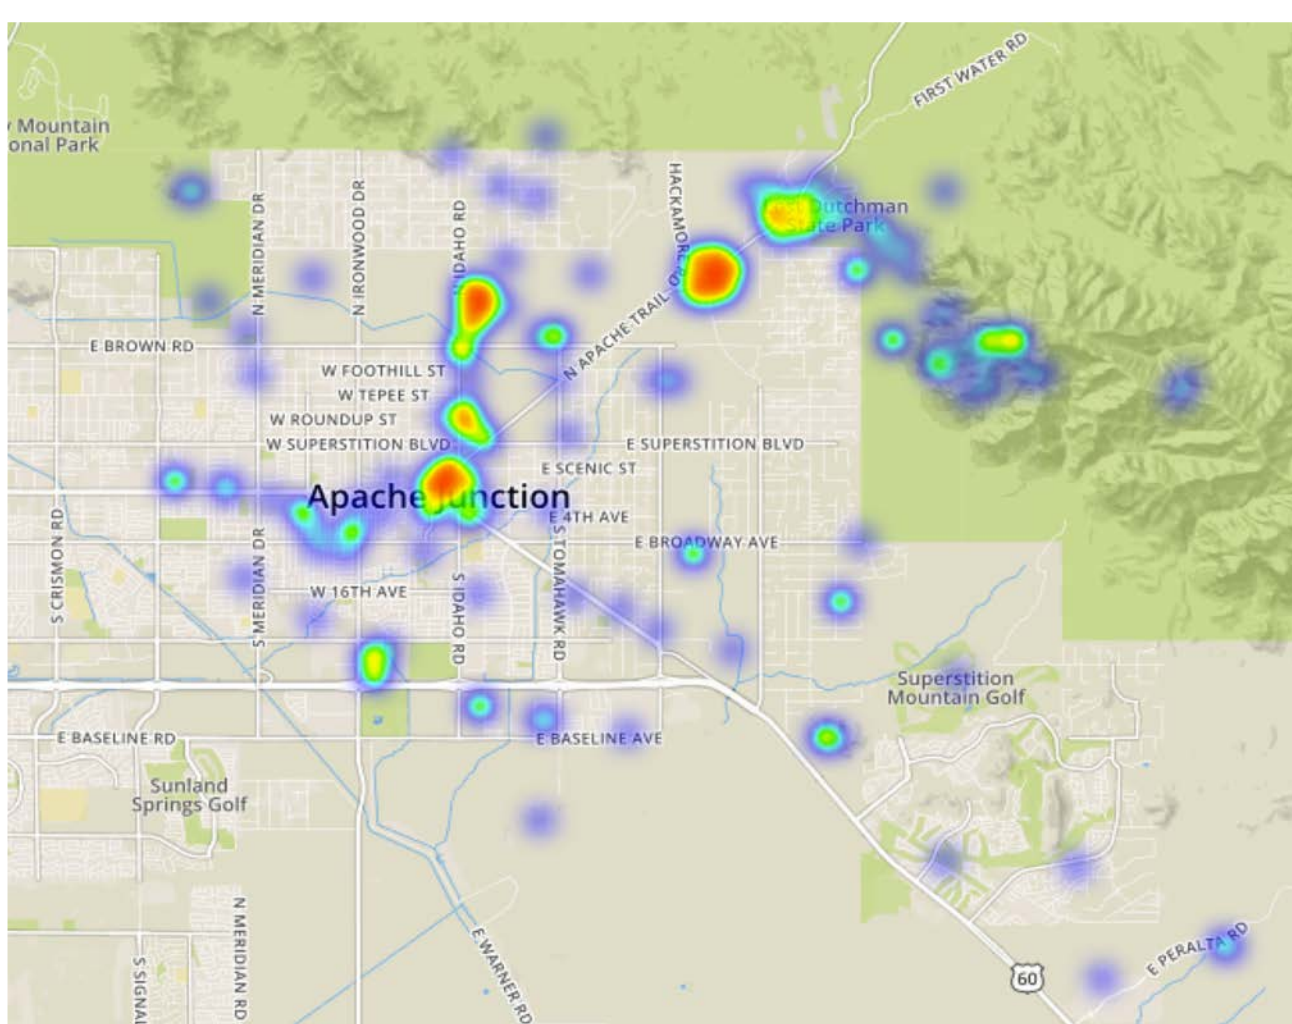 FIRST WATER RD
Mountain
onal Park
HACKAMORE RD
N MERIDIAN DR
N IRONWOOD DR
N IDAHO RD
Dutchman
State Park
N APACHE TRAIL
E BROWN RD
W FOOTHILL ST
W TEPEE ST
W ROUNDUP ST
W SUPERSTITION BLVD
E SUPERSTITION BLVD
E SCENIC ST
Apache Junction
E 4TH AVE
E BROADWAY AVE
S CRISMON RD
S MERIDIAN DR
W 16TH AVE
S IDAHO RD
S TOMAHAWK RD
Superstition
Mountain Golf
E BASELINE RD
E BASELINE AVE
Sunland
Springs Golf
N MERIDIAN RD
S SIGNAL
E WARNER RD
E PERALTA RD
60